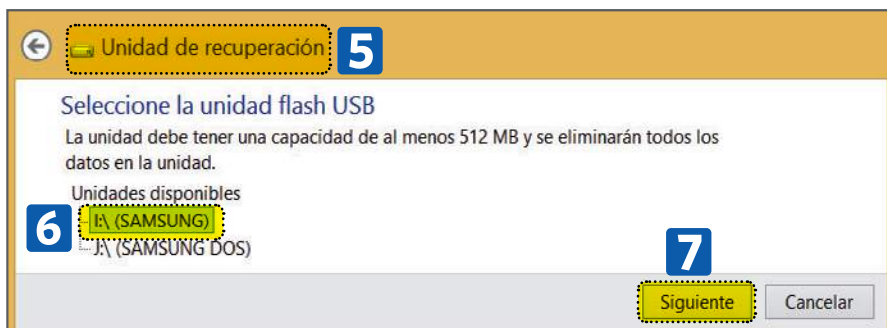 Unidad de recuperación 5
Seleccione la unidad flash USB
La unidad debe tener una capacidad de al menos 512 MB y se eliminarán todos los
datos en la unidad.
Unidades disponibles
6 I:\ (SAMSUNG)
J:\ (SAMSUNG DOS)
7
Siguiente Cancelar